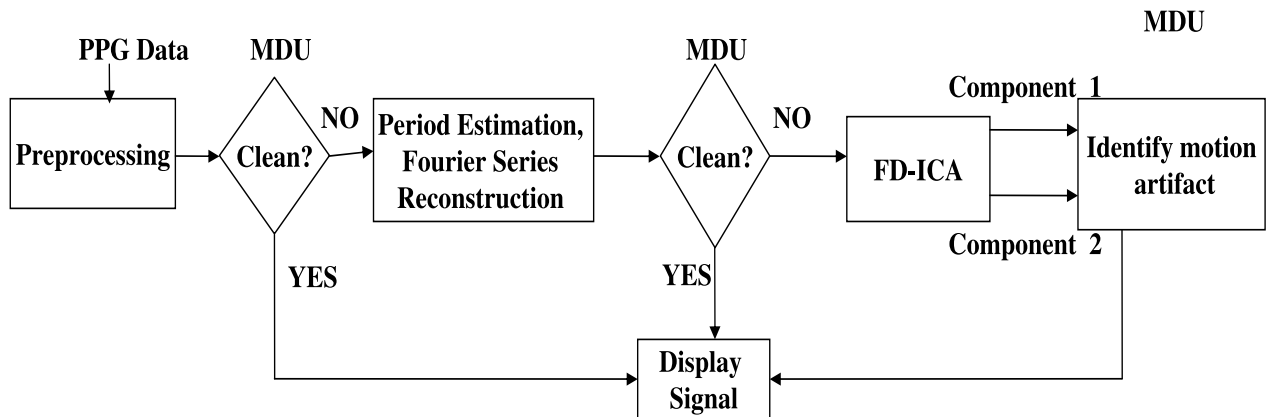 MDU
PPG Data
MDU
MDU
Component 1
NO
NO
Preprocessing
Clean?
Period Estimation,
Fourier Series
Reconstruction
Clean?
FD-ICA
Identify motion
artifact
Component 2
YES
YES
Display
Signal